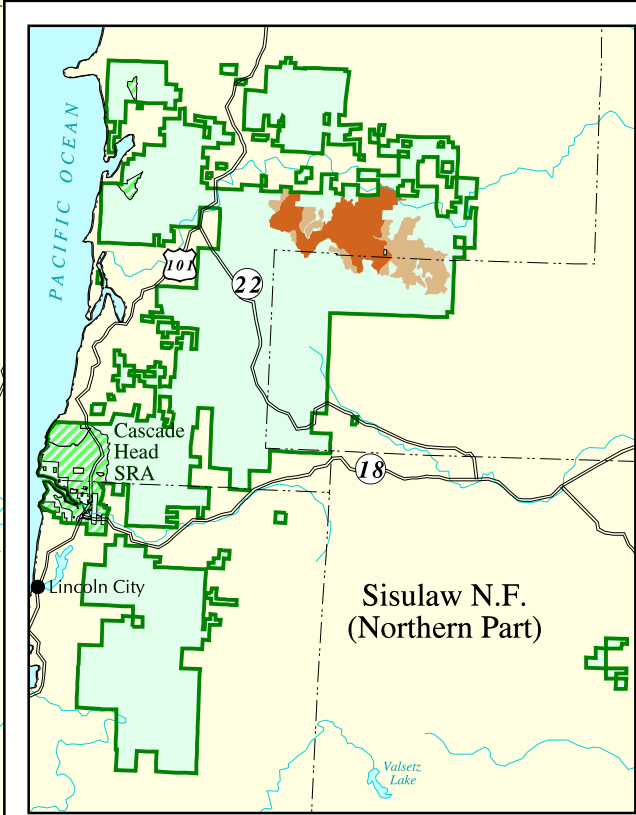 PACIFIC OCEAN
101
22
Cascade
Head
SRA
18
Lincoln City
Sisulaw N.F.
(Northern Part)
Valsetz
Lake